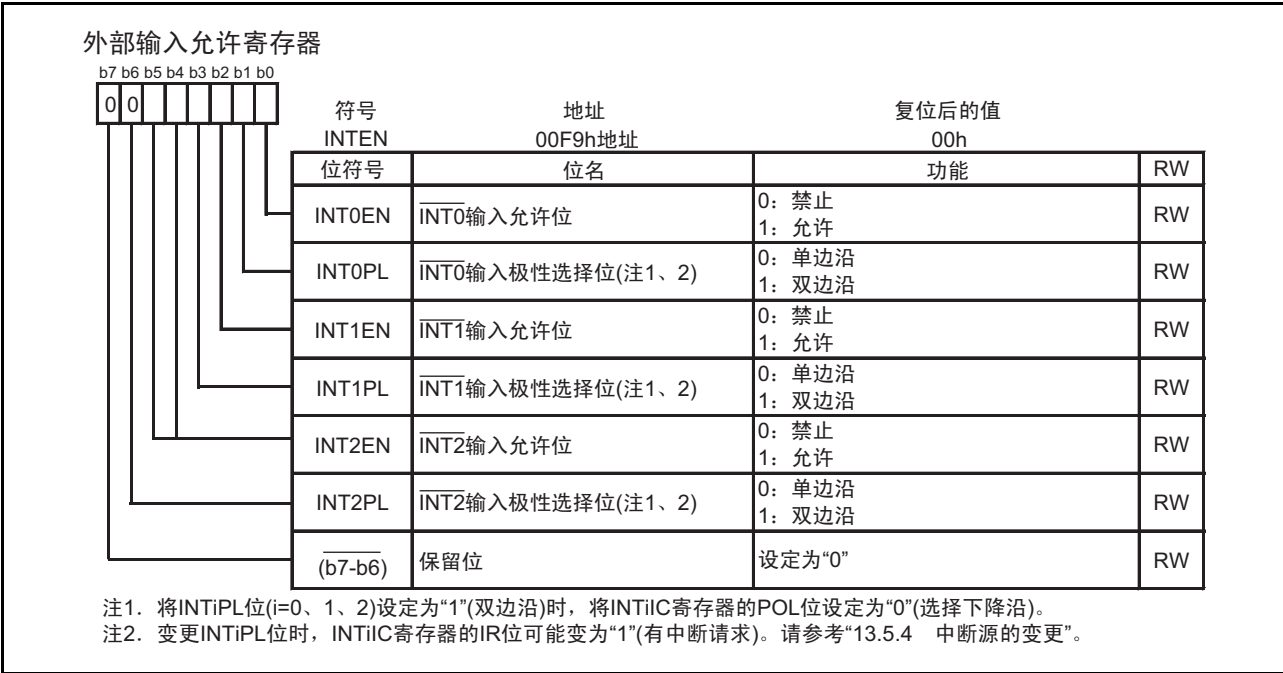 外部输入允许寄存器
b7 b6 b5 b4 b3 b2 b1 b0
0 0
符号 地址 复位后的值
INTEN 00F9h地址 00h
位符号 位名 功能 RW
INT0EN INT0输入允许位 0：禁止 RW
1：允许
INT0PL INT0输入极性选择位(注1、2) 0：单边沿 RW
1：双边沿
INT1EN INT1输入允许位 0：禁止 RW
1：允许
INT1PL INT1输入极性选择位(注1、2) 0：单边沿 RW
1：双边沿
INT2EN INT2输入允许位 0：禁止 RW
1：允许
INT2PL INT2输入极性选择位(注1、2) 0：单边沿 RW
1：双边沿
(b7-b6) 保留位 设定为“0” RW
注1. 将INTiPL位(i=0、1、2)设定为“1”(双边沿)时，将INTiIC寄存器的POL位设定为“0”(选择下降沿)。
注2. 变更INTiPL位时，INTiIC寄存器的IR位可能变为“1”(有中断请求)。请参考“13.5.4 中断源的变更”。